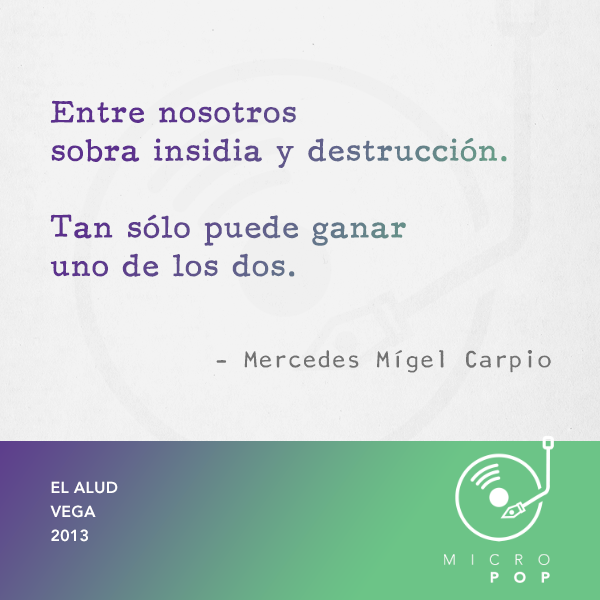 Entre nosotros
sobra insidia y destrucción.
Tan sólo puede ganar
uno de los dos.
- Mercedes Mígel Carpio
EL ALUD
VEGA
2013
MICRO
POP